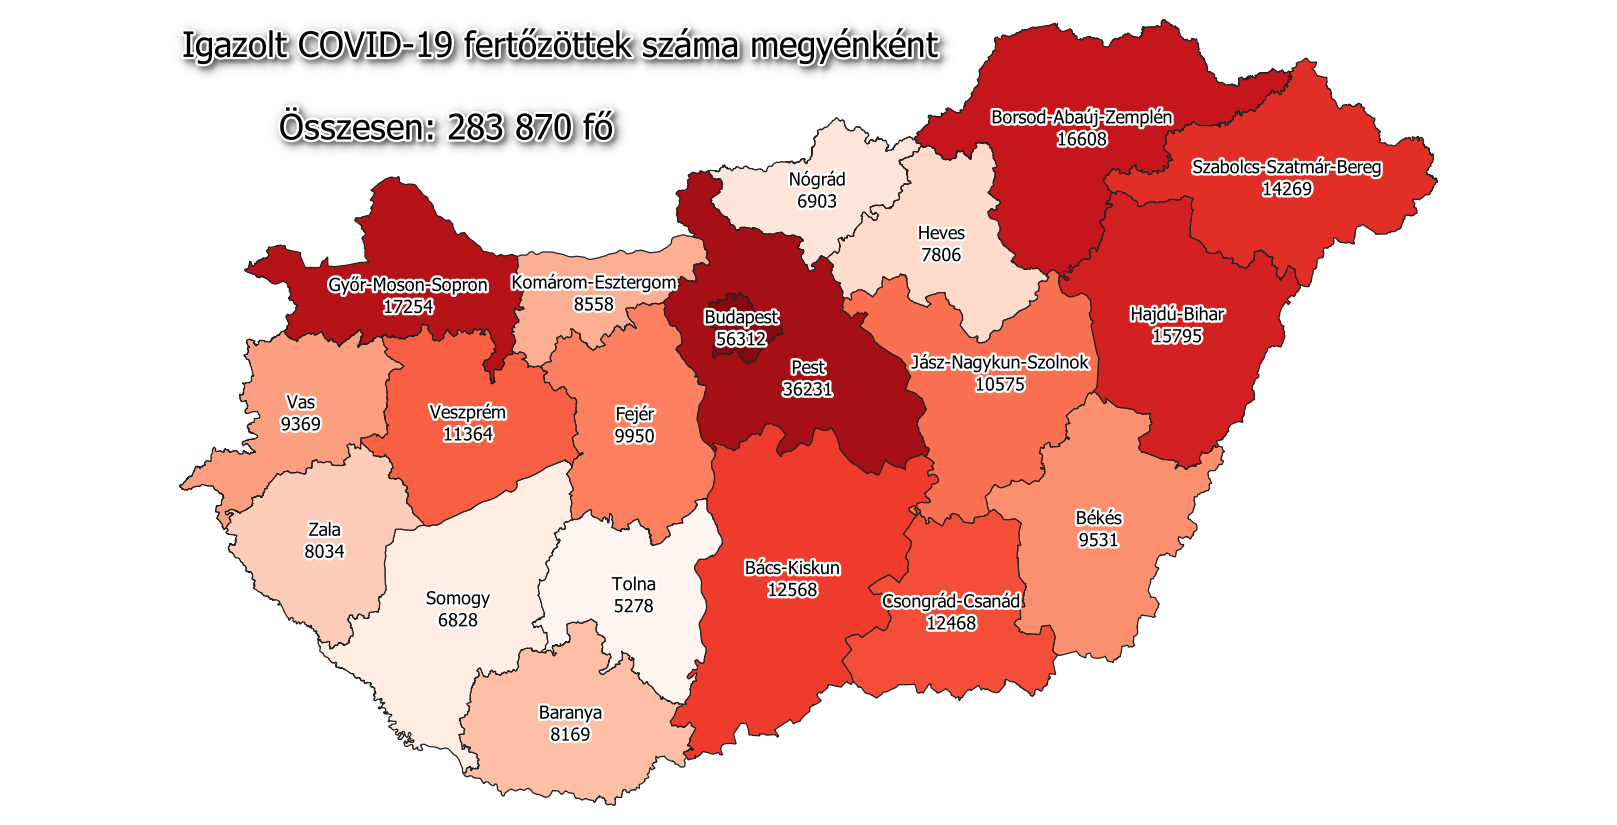 Igazolt COVID-19 fertőzöttek száma megyénként
Összesen: 283 870 fő
Borsod-Abaúj-Zemplén
16608
Szabolcs-Szatmár-Bereg
14269
Nógrád
6903
Heves
7806
Győr-Moson-Sopron
17254
Komárom-Esztergom
8558
Budapest
56312
Hajdú-Bihar
15795
Pest
36231
Jász-Nagykun-Szolnok
10575
Vas
9369
Veszprém
11364
Fejér
9950
Zala
8034
Békés
9531
Somogy
6828
Tolna
5278
Bács-Kiskun
12568
Csongrád-Csanád
12468
Baranya
8169